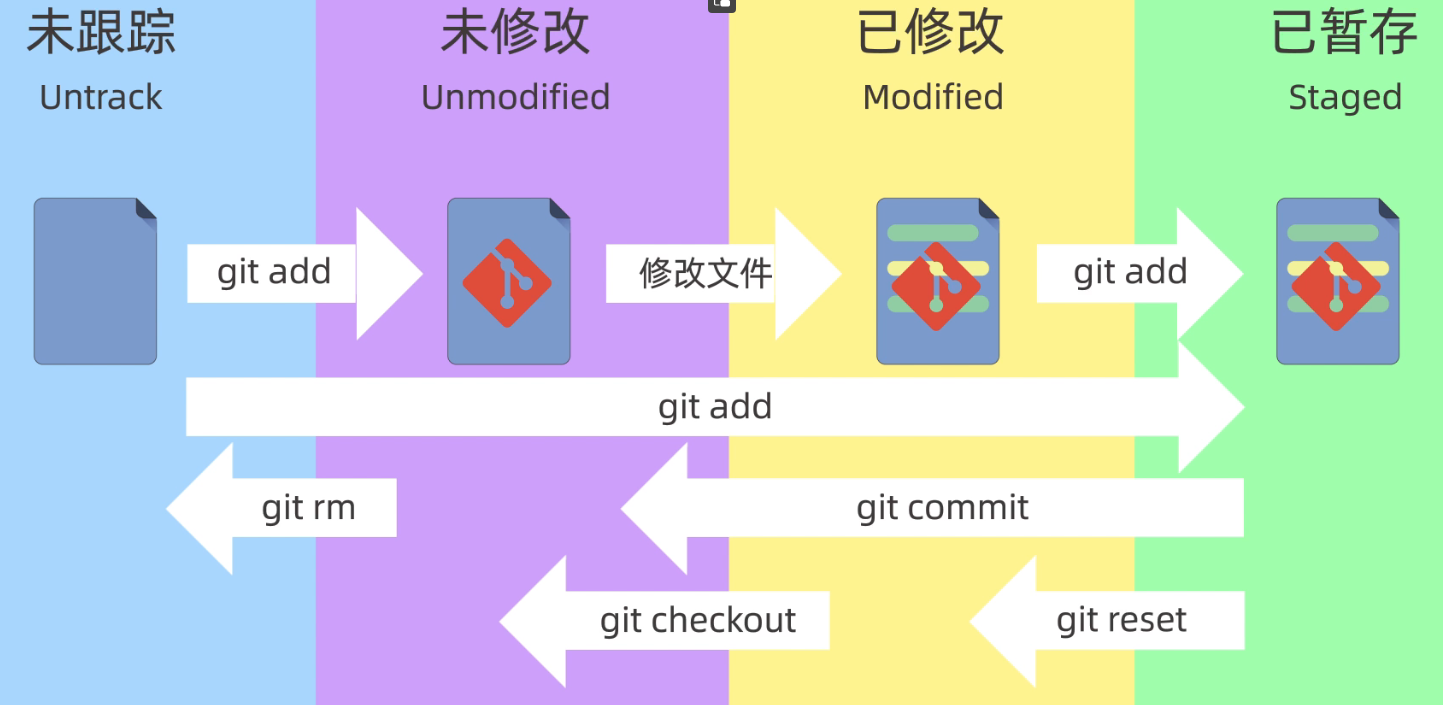 未跟踪
未修改
已修改
已暂存
Untrack
Unmodified
Modified
Staged
git add
修改文件
git add
git add
git rm
git commit
git checkout
git reset